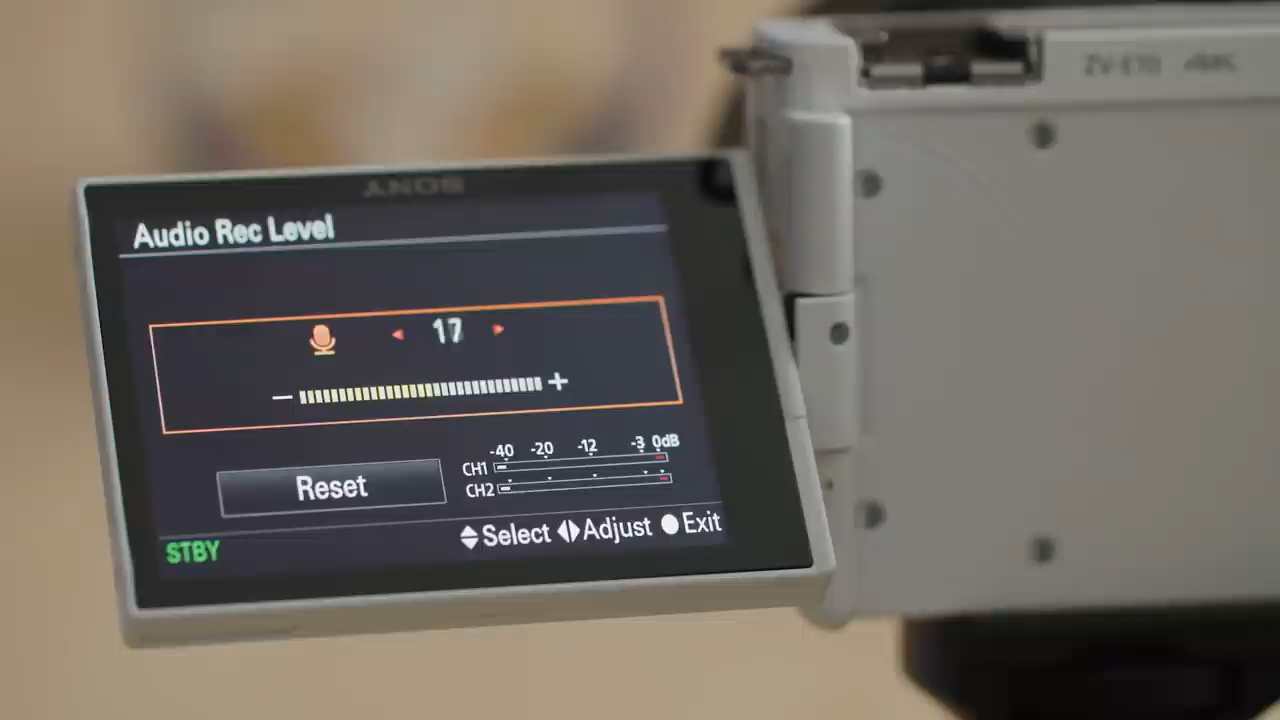 SONY
ZV-E10 4K
Audio Rec Level
17
− +
-40 -20 -12 -3 0dB
CH1
CH2
Reset
STBY
Select Adjust Exit